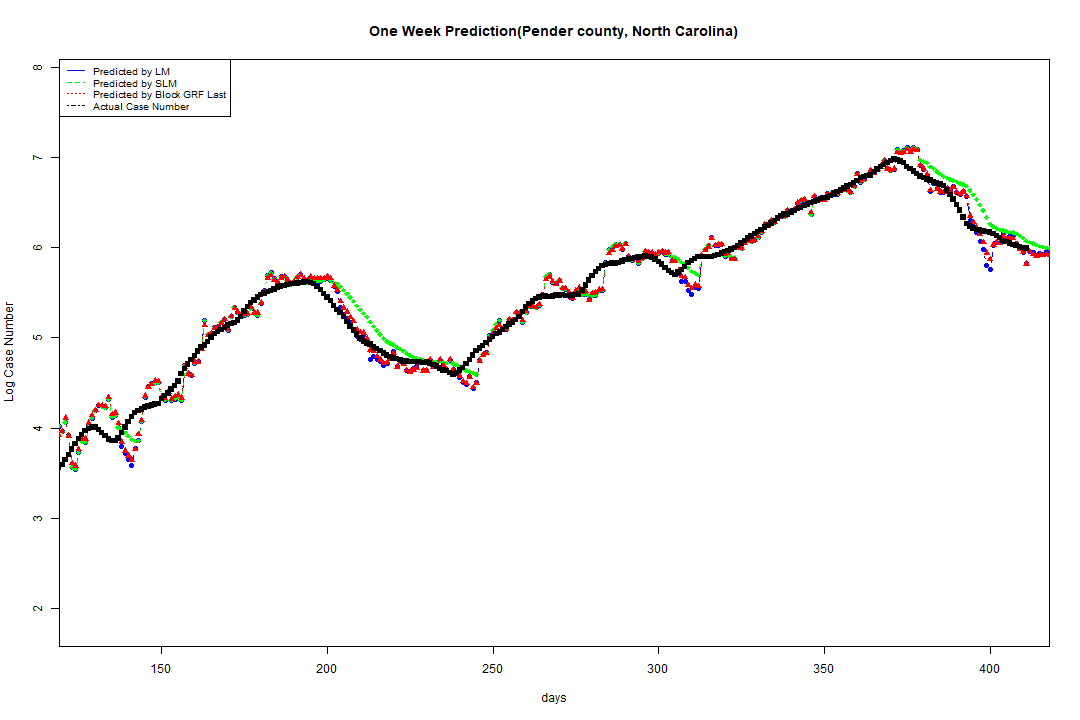 One Week Prediction(Pender county, North Carolina)
Predicted by LM
Predicted by SLM
Predicted by Block GRF Last
Actual Case Number
8
7
6
5
4
3
2
Log Case Number
150 200 250 300 350 400
days